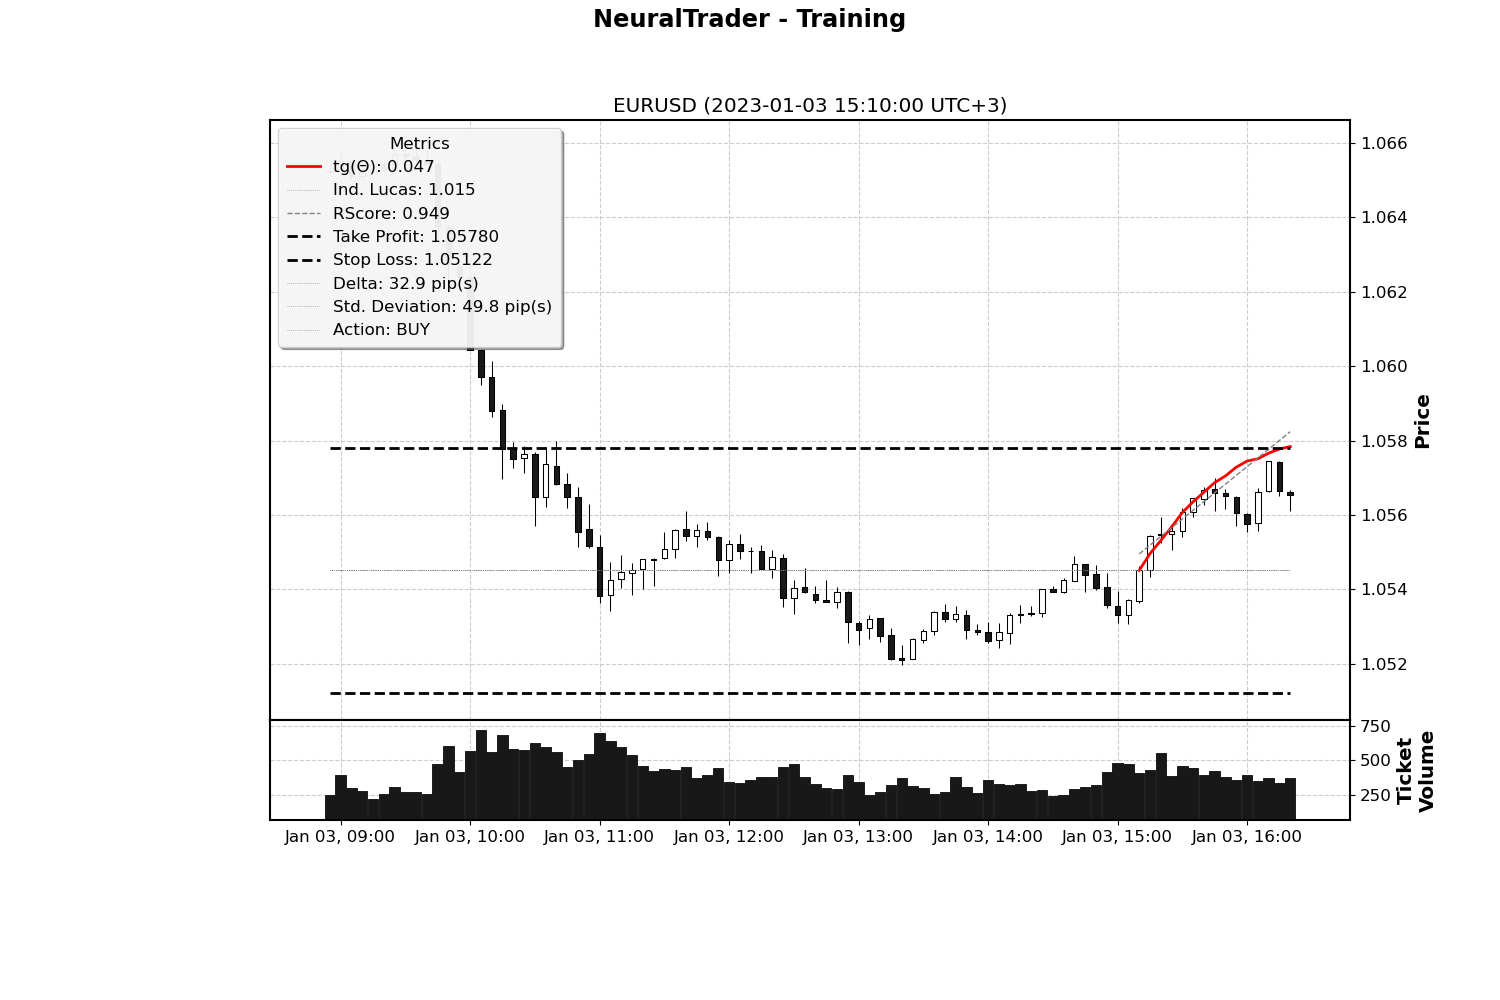 NeuralTrader - Training
EURUSD (2023-01-03 15:10:00 UTC+3)
Metrics
tg(Θ): 0.047
Ind. Lucas: 1.015
RScore: 0.949
Take Profit: 1.05780
Stop Loss: 1.05122
Delta: 32.9 pip(s)
Std. Deviation: 49.8 pip(s)
Action: BUY
1.066
1.064
1.062
1.060
1.058
1.056
1.054
1.052
Price
750
500
250
Ticket
Volume
Jan 03, 09:00
Jan 03, 10:00
Jan 03, 11:00
Jan 03, 12:00
Jan 03, 13:00
Jan 03, 14:00
Jan 03, 15:00
Jan 03, 16:00